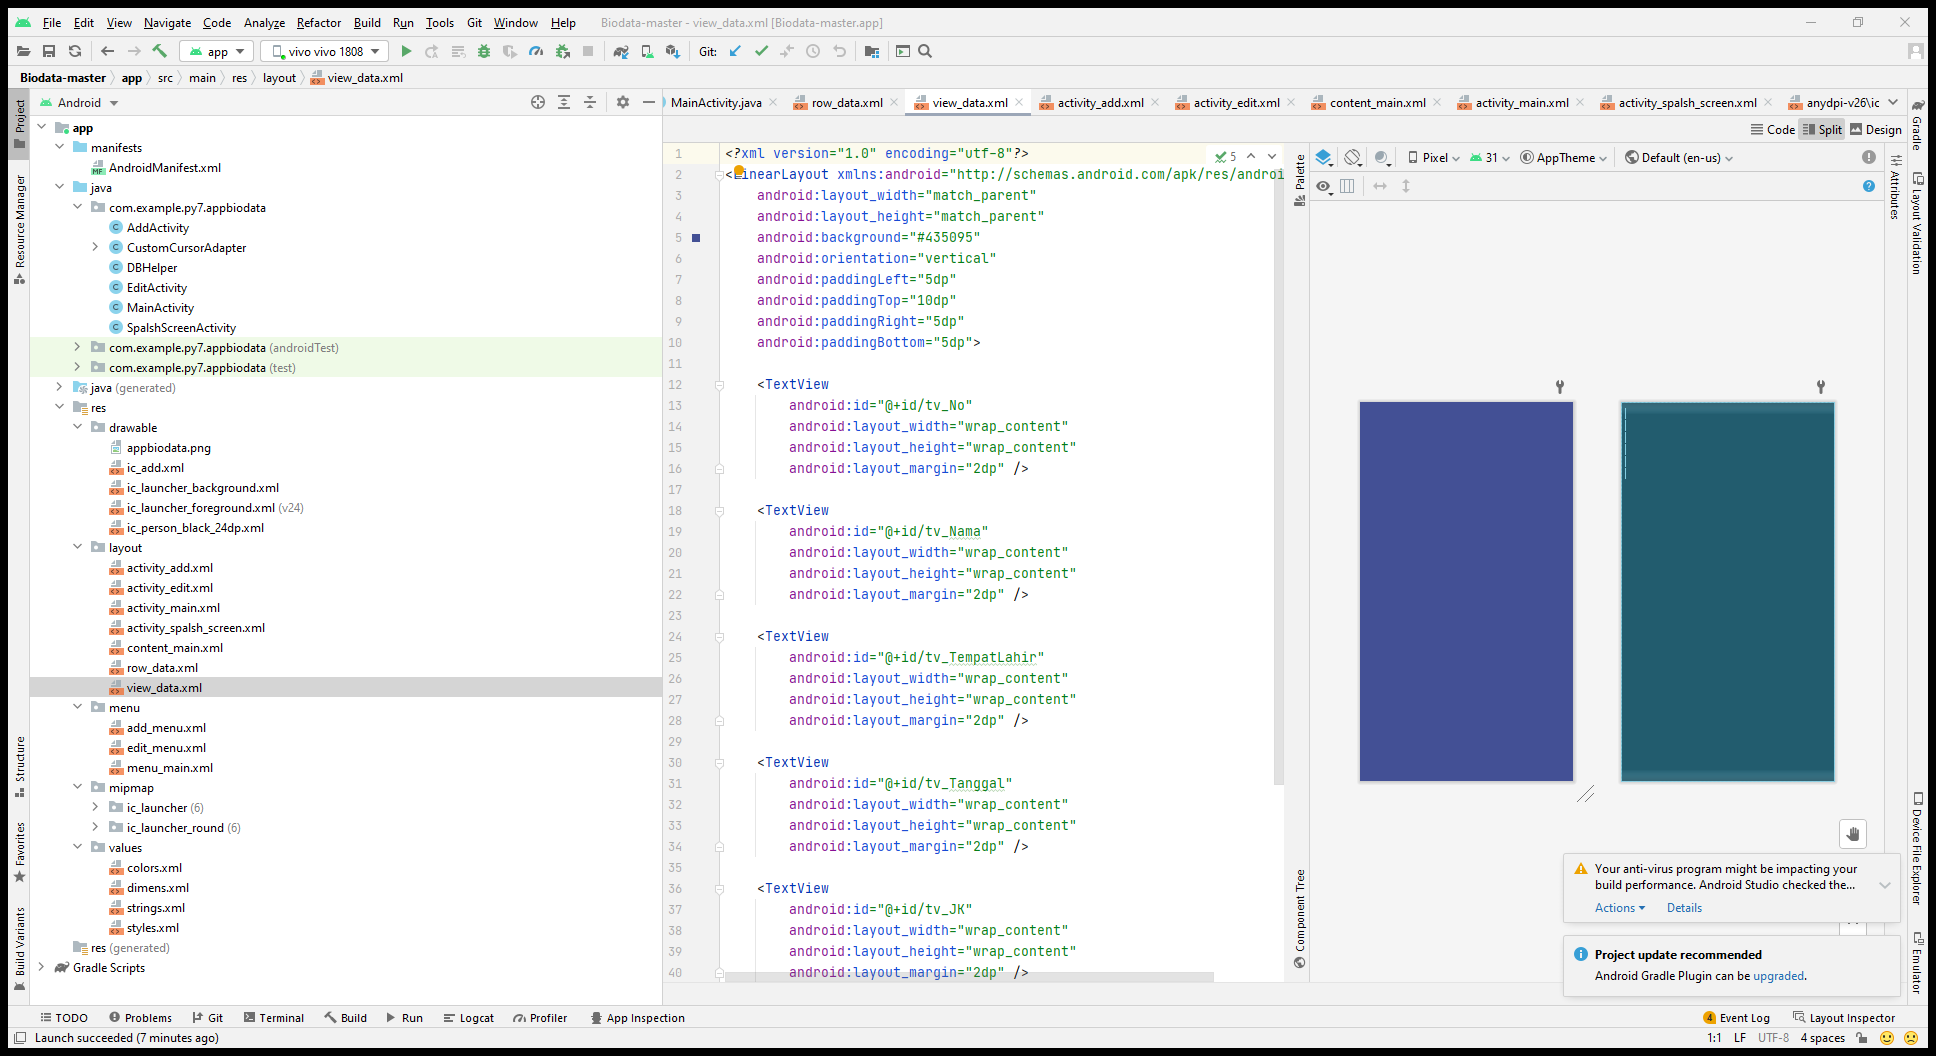 File Edit View Navigate Code Analyze Refactor Build Run Tools Git Window Help Biodata-master - view_data.xml [Biodata-master.app]
app vivo vivo 1808 Git:
Biodata-master app src main res layout view_data.xml
Android
MainActivity.java row_data.xml view_data.xml activity_add.xml activity_edit.xml content_main.xml activity_main.xml activity_spalsh_screen.xml anydpi-v26\ic
Code Split Design
Pixel 31 AppTheme Default (en-us)
Project
Resource Manager
Structure
Favorites
Build Variants
app
manifests
AndroidManifest.xml
java
com.example.py7.appbiodata
AddActivity
CustomCursorAdapter
DBHelper
EditActivity
MainActivity
SpalshScreenActivity
com.example.py7.appbiodata (androidTest)
com.example.py7.appbiodata (test)
java (generated)
res
drawable
appbiodata.png
ic_add.xml
ic_launcher_background.xml
ic_launcher_foreground.xml (v24)
ic_person_black_24dp.xml
layout
activity_add.xml
activity_edit.xml
activity_main.xml
activity_spalsh_screen.xml
content_main.xml
row_data.xml
view_data.xml
menu
add_menu.xml
edit_menu.xml
menu_main.xml
mipmap
ic_launcher (6)
ic_launcher_round (6)
values
colors.xml
dimens.xml
strings.xml
styles.xml
res (generated)
Gradle Scripts
1 <?xml version="1.0" encoding="utf-8"?> 5
2 <LinearLayout xmlns:android="http://schemas.android.com/apk/res/androi
3 android:layout_width="match_parent"
4 android:layout_height="match_parent"
5 android:background="#435095"
6 android:orientation="vertical"
7 android:paddingLeft="5dp"
8 android:paddingTop="10dp"
9 android:paddingRight="5dp"
10 android:paddingBottom="5dp">
11
12 <TextView
13 android:id="@+id/tv_No"
14 android:layout_width="wrap_content"
15 android:layout_height="wrap_content"
16 android:layout_margin="2dp" />
17
18 <TextView
19 android:id="@+id/tv_Nama"
20 android:layout_width="wrap_content"
21 android:layout_height="wrap_content"
22 android:layout_margin="2dp" />
23
24 <TextView
25 android:id="@+id/tv_TempatLahir"
26 android:layout_width="wrap_content"
27 android:layout_height="wrap_content"
28 android:layout_margin="2dp" />
29
30 <TextView
31 android:id="@+id/tv_Tanggal"
32 android:layout_width="wrap_content"
33 android:layout_height="wrap_content"
34 android:layout_margin="2dp" />
35
36 <TextView
37 android:id="@+id/tv_JK"
38 android:layout_width="wrap_content"
39 android:layout_height="wrap_content"
40 android:layout_margin="2dp" />
Palette
Component Tree
Attributes
Gradle
Layout Validation
Device File Explorer
Emulator
Your anti-virus program might be impacting your
build performance. Android Studio checked the...
Actions Details
Project update recommended
Android Gradle Plugin can be upgraded.
TODO Problems Git Terminal Build Run Logcat Profiler App Inspection 4 Event Log Layout Inspector
Launch succeeded (7 minutes ago) 1:1 LF UTF-8 4 spaces